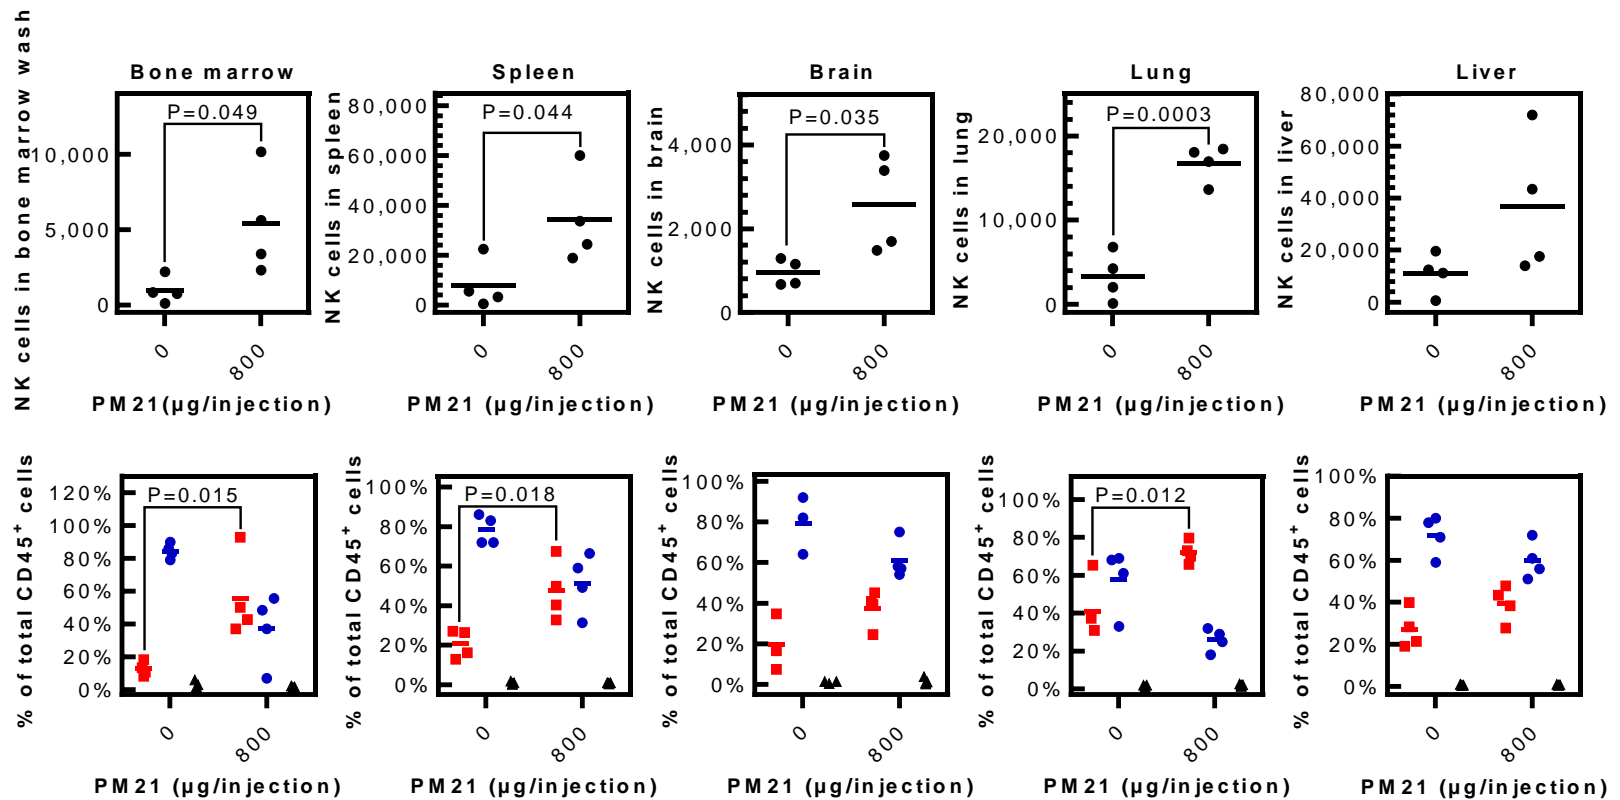 Bone marrow
NK cells in bone marrow wash
10,000
5,000
0
P=0.049
0
800
PM21(µg/injection)
Spleen
NK cells in spleen
80,000
60,000
40,000
20,000
0
P=0.044
0
800
PM21 (µg/injection)
Brain
NK cells in brain
4,000
2,000
0
P=0.035
0
800
PM21 (µg/injection)
Lung
NK cells in lung
20,000
10,000
0
P=0.0003
0
800
PM21 (µg/injection)
Liver
NK cells in liver
80,000
60,000
40,000
20,000
0
0
800
PM21 (µg/injection)
% of total CD45⁺ cells
120%
100%
80%
60%
40%
20%
0%
P=0.015
0
800
PM21 (µg/injection)
% of total CD45⁺ cells
100%
80%
60%
40%
20%
0%
P=0.018
0
800
PM21 (µg/injection)
% of total CD45⁺ cells
100%
80%
60%
40%
20%
0%
0
800
PM21 (µg/injection)
% of total CD45⁺ cells
100%
80%
60%
40%
20%
0%
P=0.012
0
800
PM21 (µg/injection)
% of total CD45⁺ cells
100%
80%
60%
40%
20%
0%
0
800
PM21 (µg/injection)